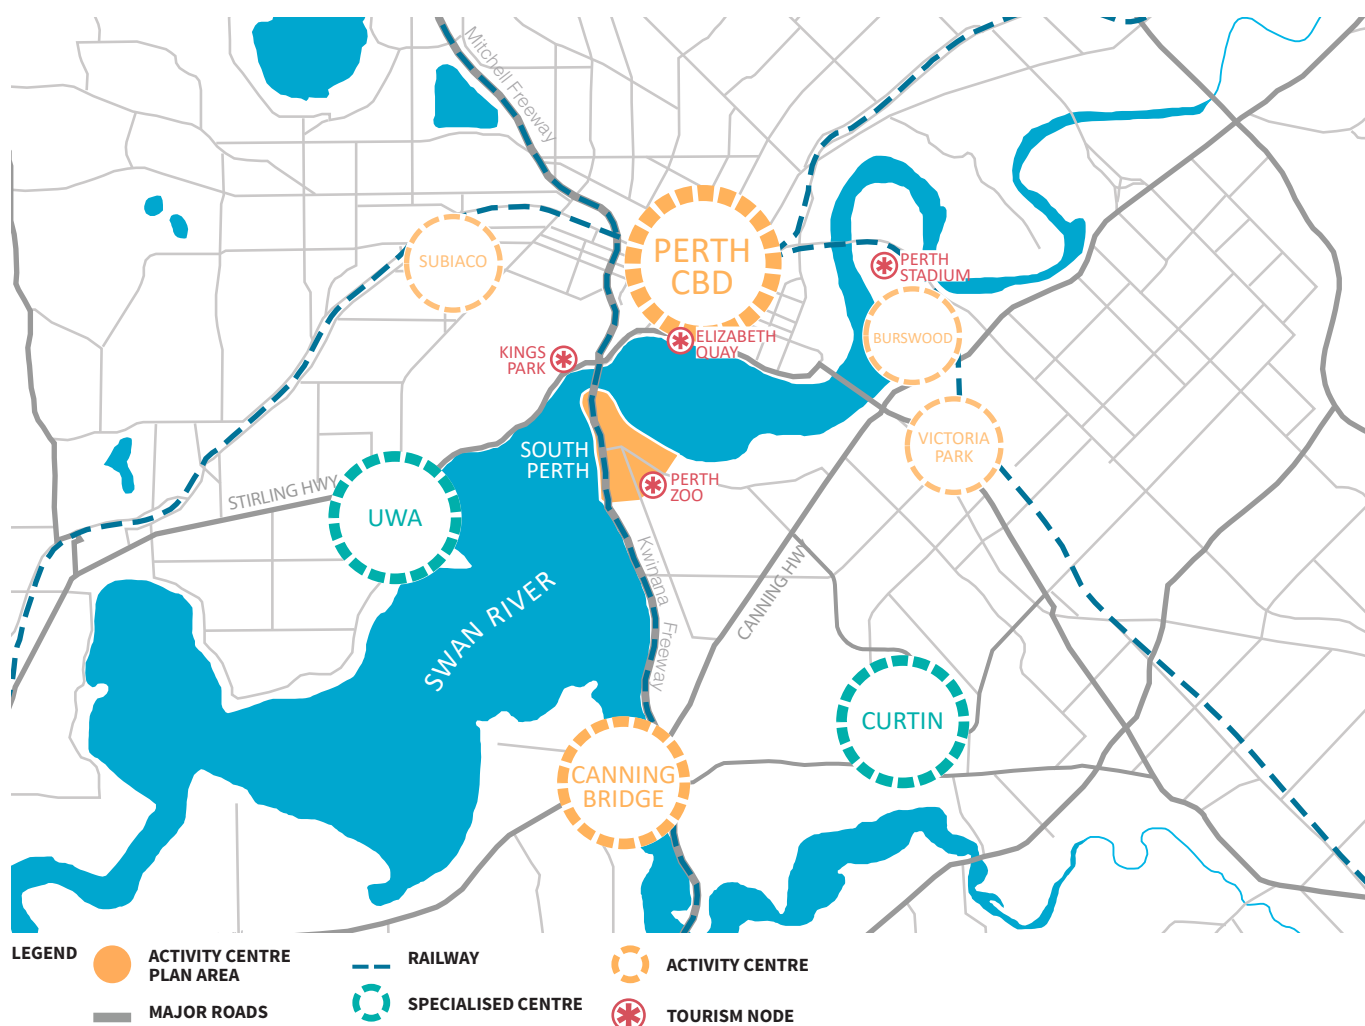 Mitchell Freeway
PERTH
CBD
SUBIACO
PERTH
STADIUM
BURSWOOD
ELIZABETH
QUAY
KINGS
PARK
VICTORIA
PARK
SOUTH
PERTH
PERTH
ZOO
STIRLING HWY
UWA
Kwinana
Freeway
CANNING HWY
SWAN RIVER
CURTIN
CANNING
BRIDGE
LEGEND
ACTIVITY CENTRE
PLAN AREA
RAILWAY
ACTIVITY CENTRE
MAJOR ROADS
SPECIALISED CENTRE
TOURISM NODE